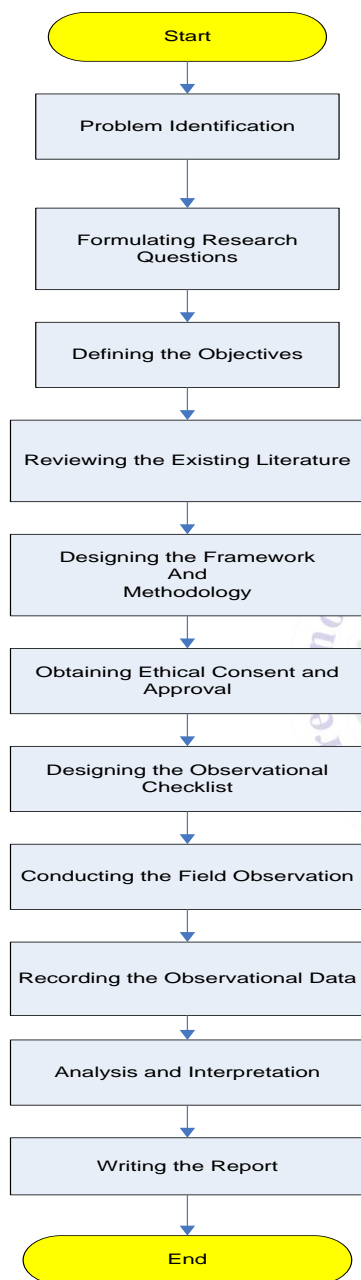 Start
Problem Identification
Formulating Research
Questions
Defining the Objectives
Reviewing the Existing Literature
Designing the Framework
And
Methodology
Obtaining Ethical Consent and
Approval
Designing the Observational
Checklist
Conducting the Field Observation
Recording the Observational Data
Analysis and Interpretation
Writing the Report
End